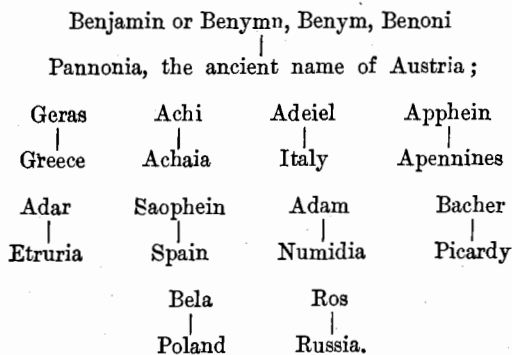 Benjamin or Benymn, Benym, Benoni
Pannonia, the ancient name of Austria;
Geras Achi Adeiel Apphein
Greece Achaia Italy Apennines
Adar Saophein Adam Bacher
Etruria Spain Numidia Picardy
Bela Ros
Poland Russia.